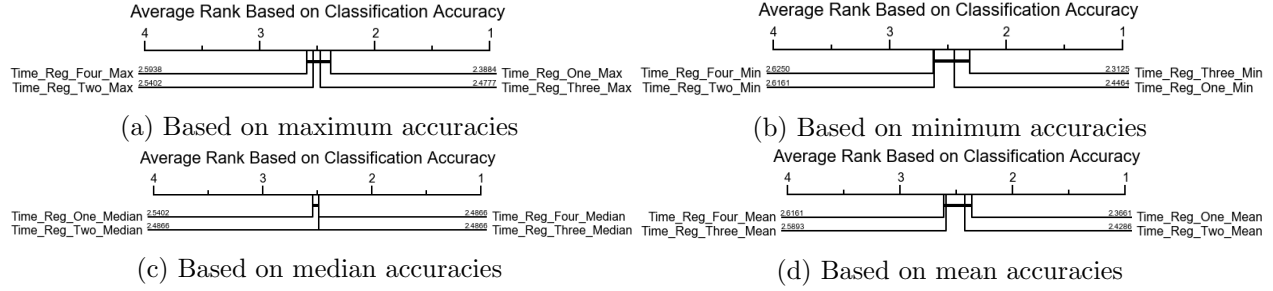 Average Rank Based on Classification Accuracy
4 3 2 1
Time_Reg_Four_Max 2.5938 2.3884 Time_Reg_One_Max
Time_Reg_Two_Max 2.5402 2.4777 Time_Reg_Three_Max
(a) Based on maximum accuracies
Average Rank Based on Classification Accuracy
4 3 2 1
Time_Reg_Four_Min 2.6250 2.3125 Time_Reg_Three_Min
Time_Reg_Two_Min 2.6161 2.4464 Time_Reg_One_Min
(b) Based on minimum accuracies
Average Rank Based on Classification Accuracy
4 3 2 1
Time_Reg_One_Median 2.5402 2.4866 Time_Reg_Four_Median
Time_Reg_Two_Median 2.4866 2.4866 Time_Reg_Three_Median
(c) Based on median accuracies
Average Rank Based on Classification Accuracy
4 3 2 1
Time_Reg_Four_Mean 2.6161 2.3661 Time_Reg_One_Mean
Time_Reg_Three_Mean 2.5893 2.4286 Time_Reg_Two_Mean
(d) Based on mean accuracies